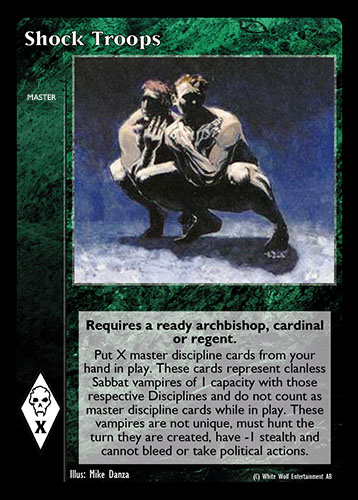 Shock Troops
MASTER
Requires a ready archbishop, cardinal
or regent.
Put X master discipline cards from your
hand in play. These cards represent clanless
Sabbat vampires of 1 capacity with those
respective Disciplines and do not count as
master discipline cards while in play. These
vampires are not unique, must hunt the
turn they are created, have -1 stealth and
cannot bleed or take political actions.
X
Illus: Mike Danza
(C) White Wolf Entertainment AB